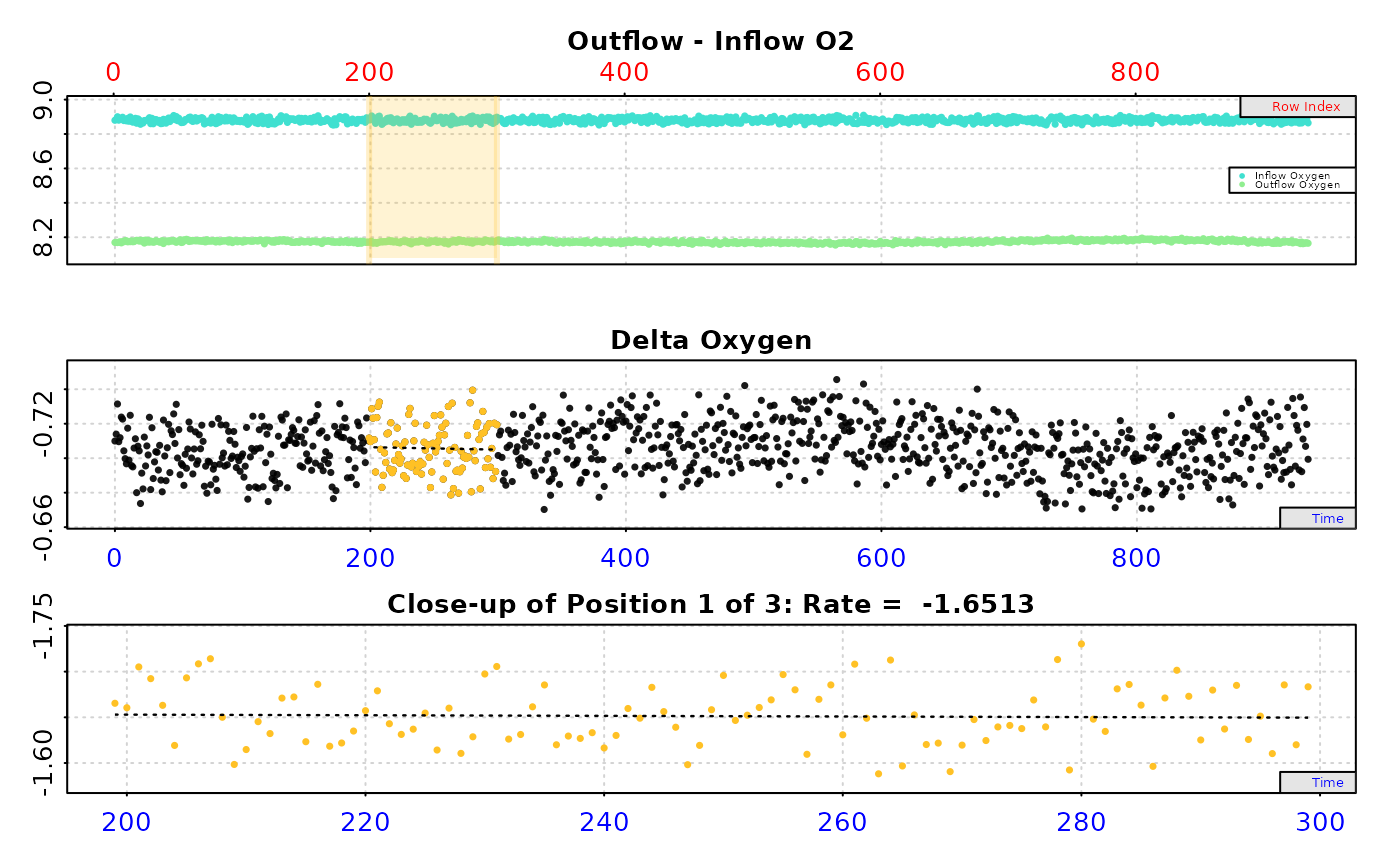 Outflow - Inflow O2
0 200 400 600 800
9.0
8.6
8.2
Row Index
Inflow Oxygen
Outflow Oxygen
Delta Oxygen
-0.72
-0.66
Time
0 200 400 600 800
Close-up of Position 1 of 3: Rate = -1.6513
-1.75
-1.60
Time
200 220 240 260 280 300